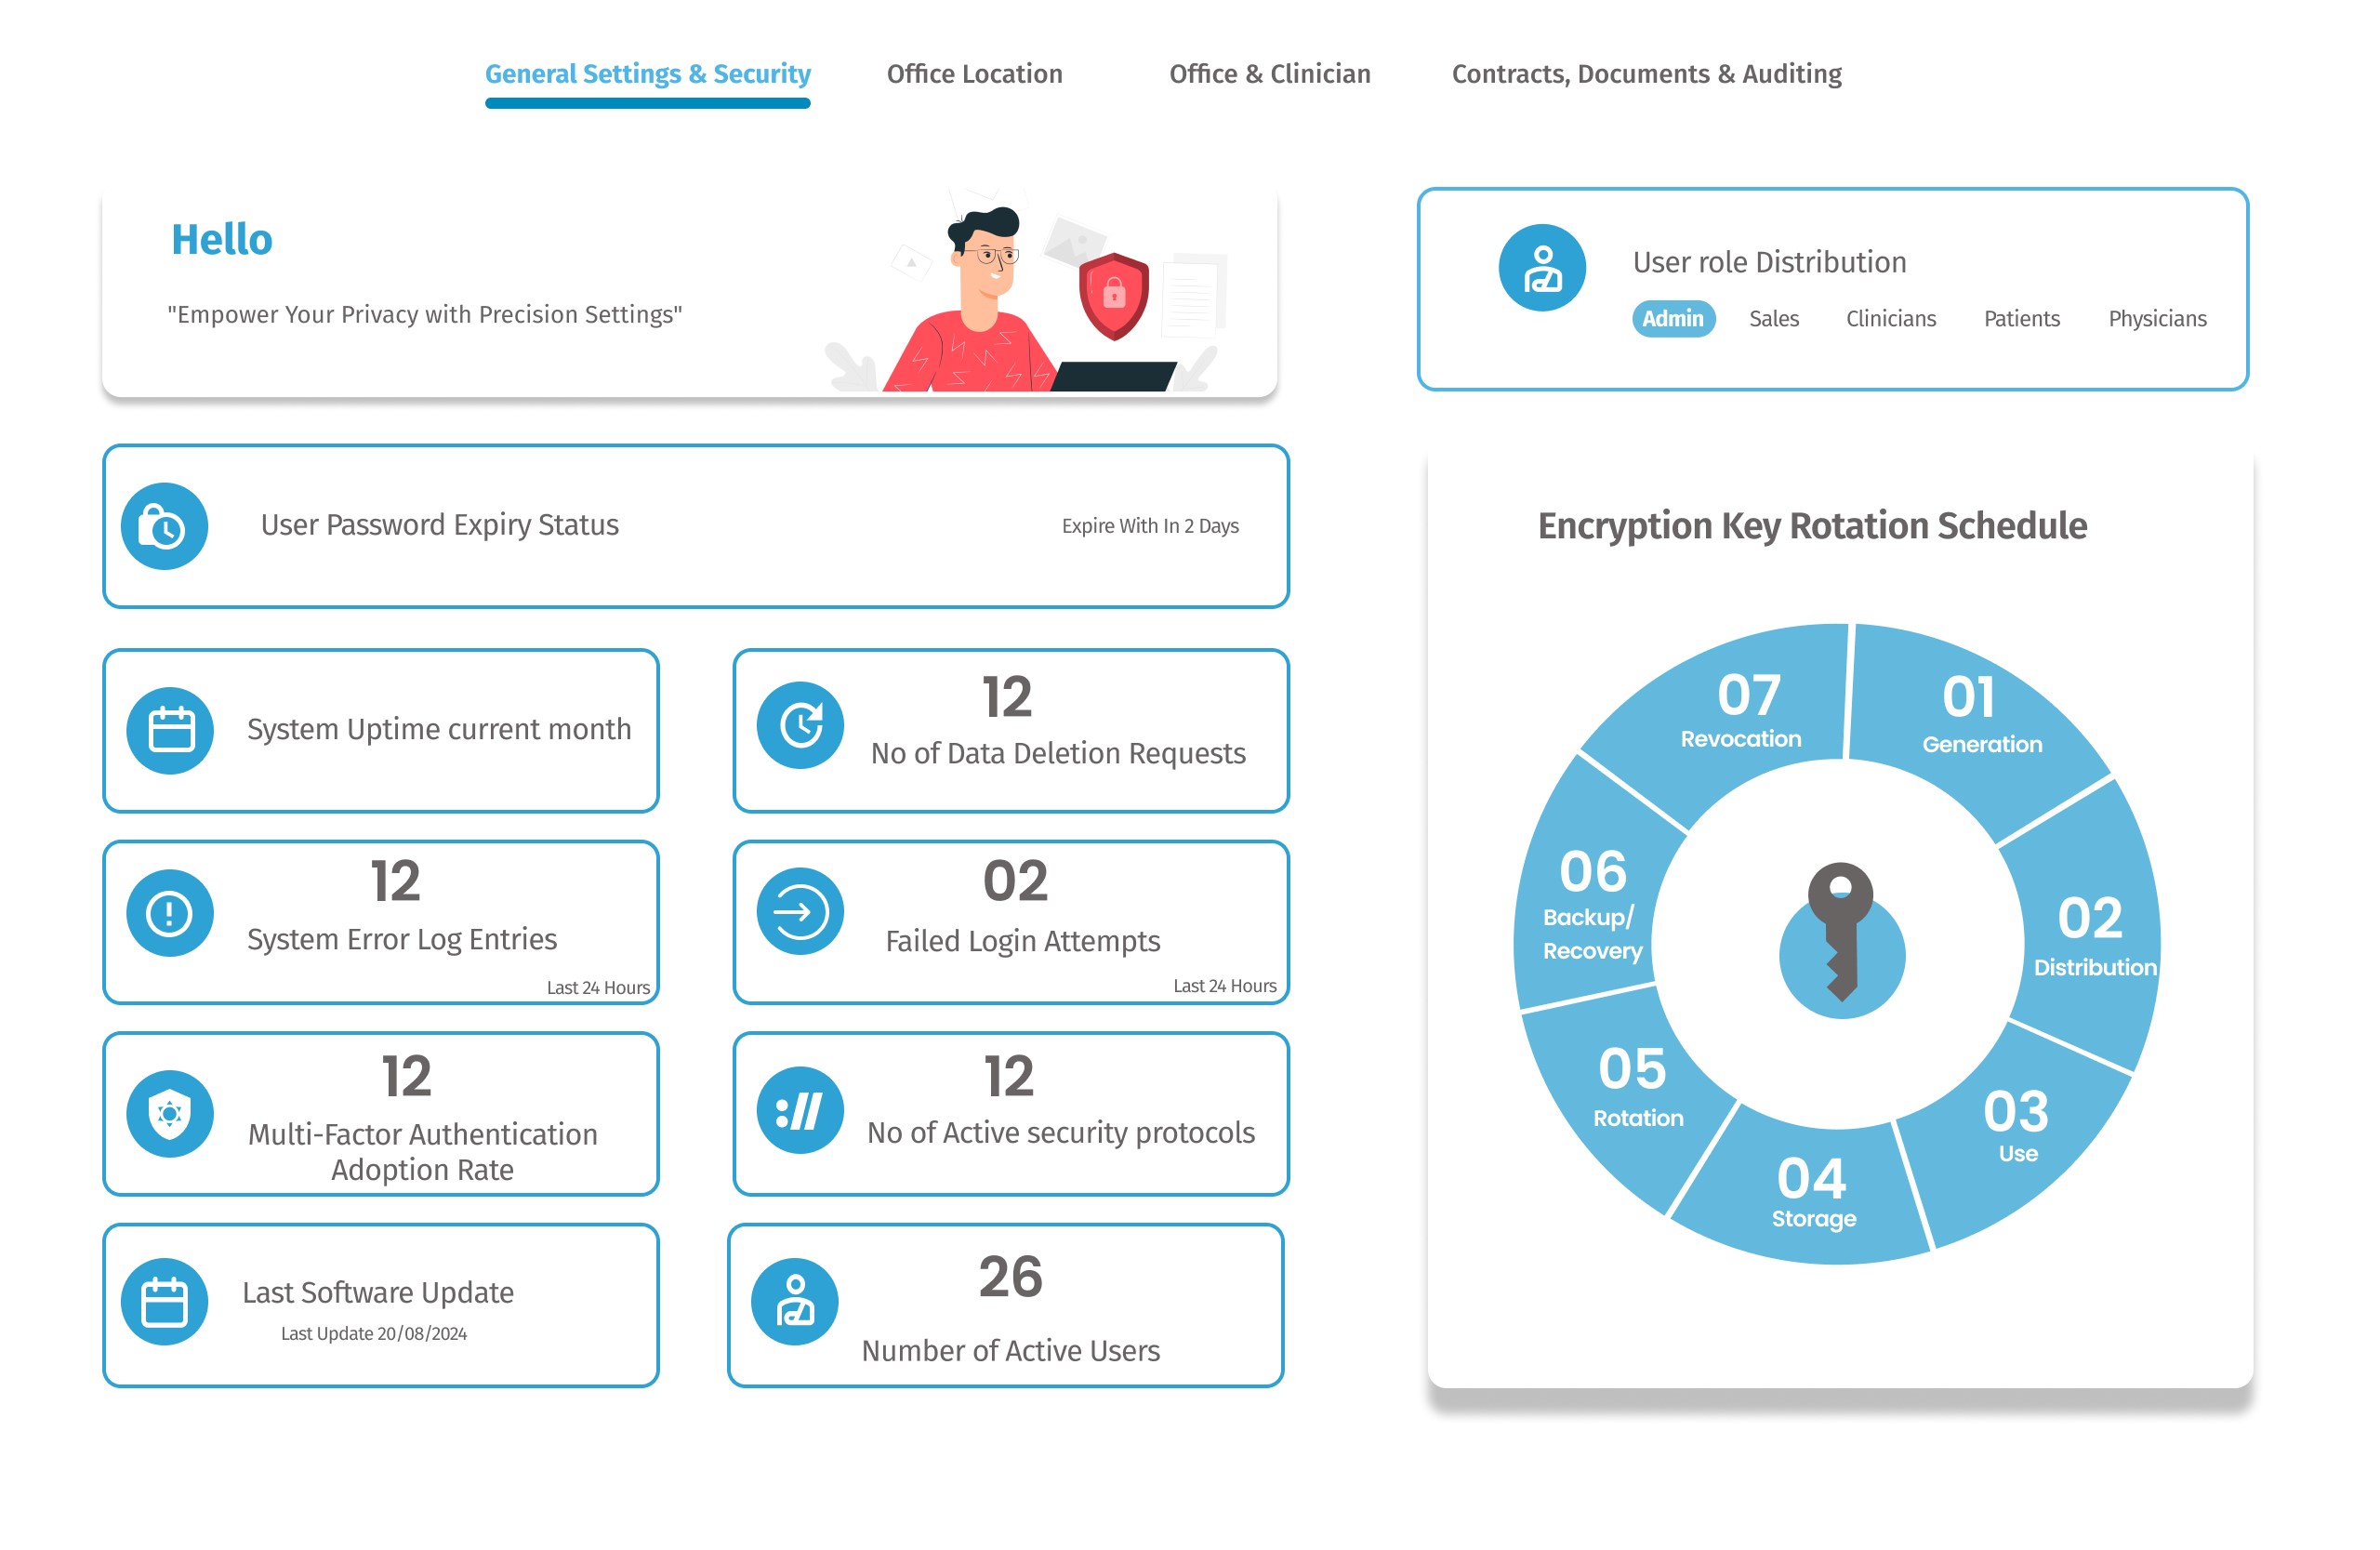 General Settings & Security
Office Location
Office & Clinician
Contracts, Documents & Auditing
Hello
"Empower Your Privacy with Precision Settings"
User role Distribution
Admin
Sales
Clinicians
Patients
Physicians
User Password Expiry Status
Expire With In 2 Days
System Uptime current month
12
No of Data Deletion Requests
12
System Error Log Entries
Last 24 Hours
02
Failed Login Attempts
Last 24 Hours
12
Multi-Factor Authentication
Adoption Rate
12
No of Active security protocols
Last Software Update
Last Update 20/08/2024
26
Number of Active Users
Encryption Key Rotation Schedule
01
Generation
02
Distribution
03
Use
04
Storage
05
Rotation
06
Backup/
Recovery
07
Revocation